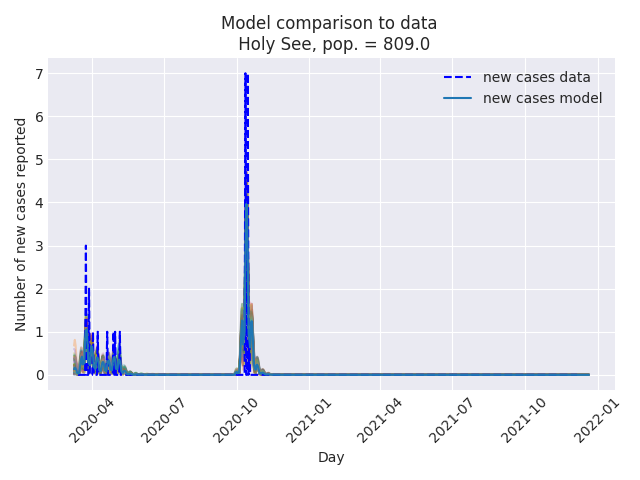 Model comparison to data
Holy See, pop. = 809.0
Number of new cases reported
7
6
5
4
3
2
1
0
new cases data
new cases model
2020-04
2020-07
2020-10
2021-01
2021-04
2021-07
2021-10
2022-01
Day